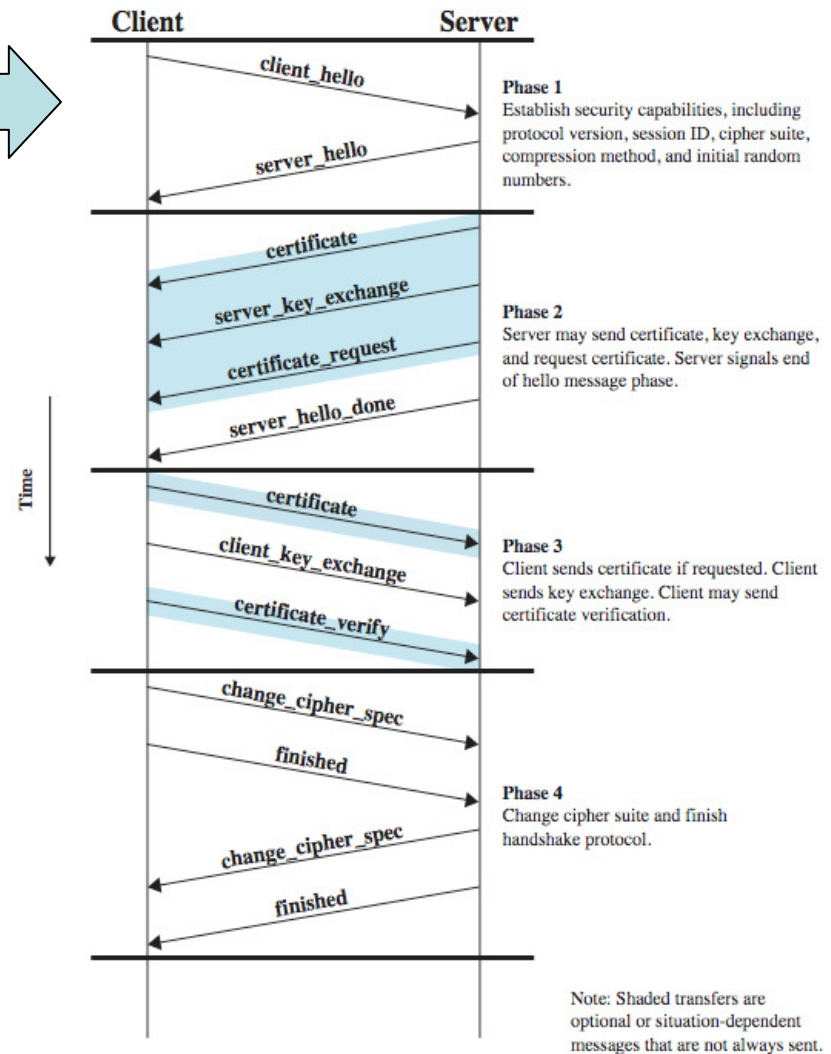 Client Server
client_hello
Phase 1
Establish security capabilities, including
protocol version, session ID, cipher suite,
compression method, and initial random
numbers.
server_hello
certificate
server_key_exchange
certificate_request
server_hello_done
Phase 2
Server may send certificate, key exchange,
and request certificate. Server signals end
of hello message phase.
Time
certificate
client_key_exchange
certificate_verify
Phase 3
Client sends certificate if requested. Client
sends key exchange. Client may send
certificate verification.
change_cipher_spec
finished
change_cipher_spec
finished
Phase 4
Change cipher suite and finish
handshake protocol.
Note: Shaded transfers are
optional or situation-dependent
messages that are not always sent.